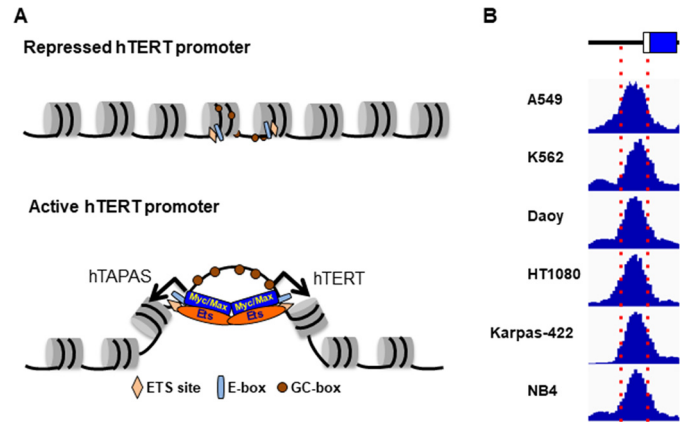 A
Repressed hTERT promoter
Active hTERT promoter
hTAPAS
hTERT
Myc/Max Myc/Max
Ets Ets
ETS site E-box GC-box
B
A549
K562
Daoy
HT1080
Karpas-422
NB4